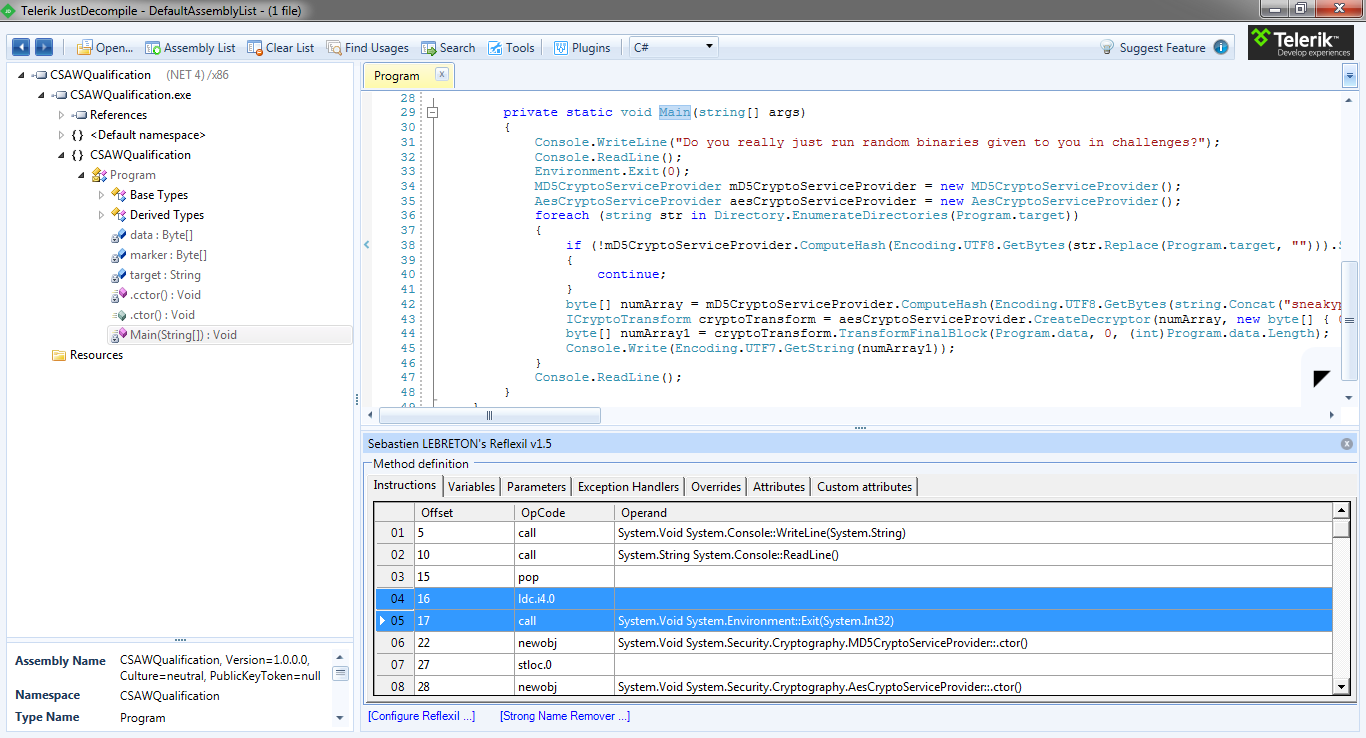 Telerik JustDecompile - DefaultAssemblyList - (1 file)
Open... Assembly List Clear List Find Usages Search Tools Plugins C# Suggest Feature
Telerik™
Develop experiences
CSAWQualification (NET 4) /x86
CSAWQualification.exe
References
{} <Default namespace>
{} CSAWQualification
Program
Base Types
Derived Types
data : Byte[]
marker : Byte[]
target : String
.cctor() : Void
.ctor() : Void
Main(String[]) : Void
Resources
Assembly Name CSAWQualification, Version=1.0.0.0, Culture=neutral, PublicKeyToken=null
Namespace CSAWQualification
Type Name Program
Program x
28
29 private static void Main(string[] args)
30 {
31 Console.WriteLine("Do you really just run random binaries given to you in challenges?");
32 Console.ReadLine();
33 Environment.Exit(0);
34 MD5CryptoServiceProvider mD5CryptoServiceProvider = new MD5CryptoServiceProvider();
35 AesCryptoServiceProvider aesCryptoServiceProvider = new AesCryptoServiceProvider();
36 foreach (string str in Directory.EnumerateDirectories(Program.target))
37 {
38 if (!mD5CryptoServiceProvider.ComputeHash(Encoding.UTF8.GetBytes(str.Replace(Program.target, ""))).
39 {
40 continue;
41 }
42 byte[] numArray = mD5CryptoServiceProvider.ComputeHash(Encoding.UTF8.GetBytes(string.Concat("sneaky
43 ICryptoTransform cryptoTransform = aesCryptoServiceProvider.CreateDecryptor(numArray, new byte[] {
44 byte[] numArray1 = cryptoTransform.TransformFinalBlock(Program.data, 0, (int)Program.data.Length);
45 Console.Write(Encoding.UTF7.GetString(numArray1));
46 }
47 Console.ReadLine();
48 }
49 }
Sebastien LEBRETON's Reflexil v1.5
Method definition
Instructions Variables Parameters Exception Handlers Overrides Attributes Custom attributes
Offset OpCode Operand
01 5 call System.Void System.Console::WriteLine(System.String)
02 10 call System.String System.Console::ReadLine()
03 15 pop
04 16 ldc.i4.0
05 17 call System.Void System.Environment::Exit(System.Int32)
06 22 newobj System.Void System.Security.Cryptography.MD5CryptoServiceProvider::.ctor()
07 27 stloc.0
08 28 newobj System.Void System.Security.Cryptography.AesCryptoServiceProvider::.ctor()
[Configure Reflexil ...] [Strong Name Remover ...]